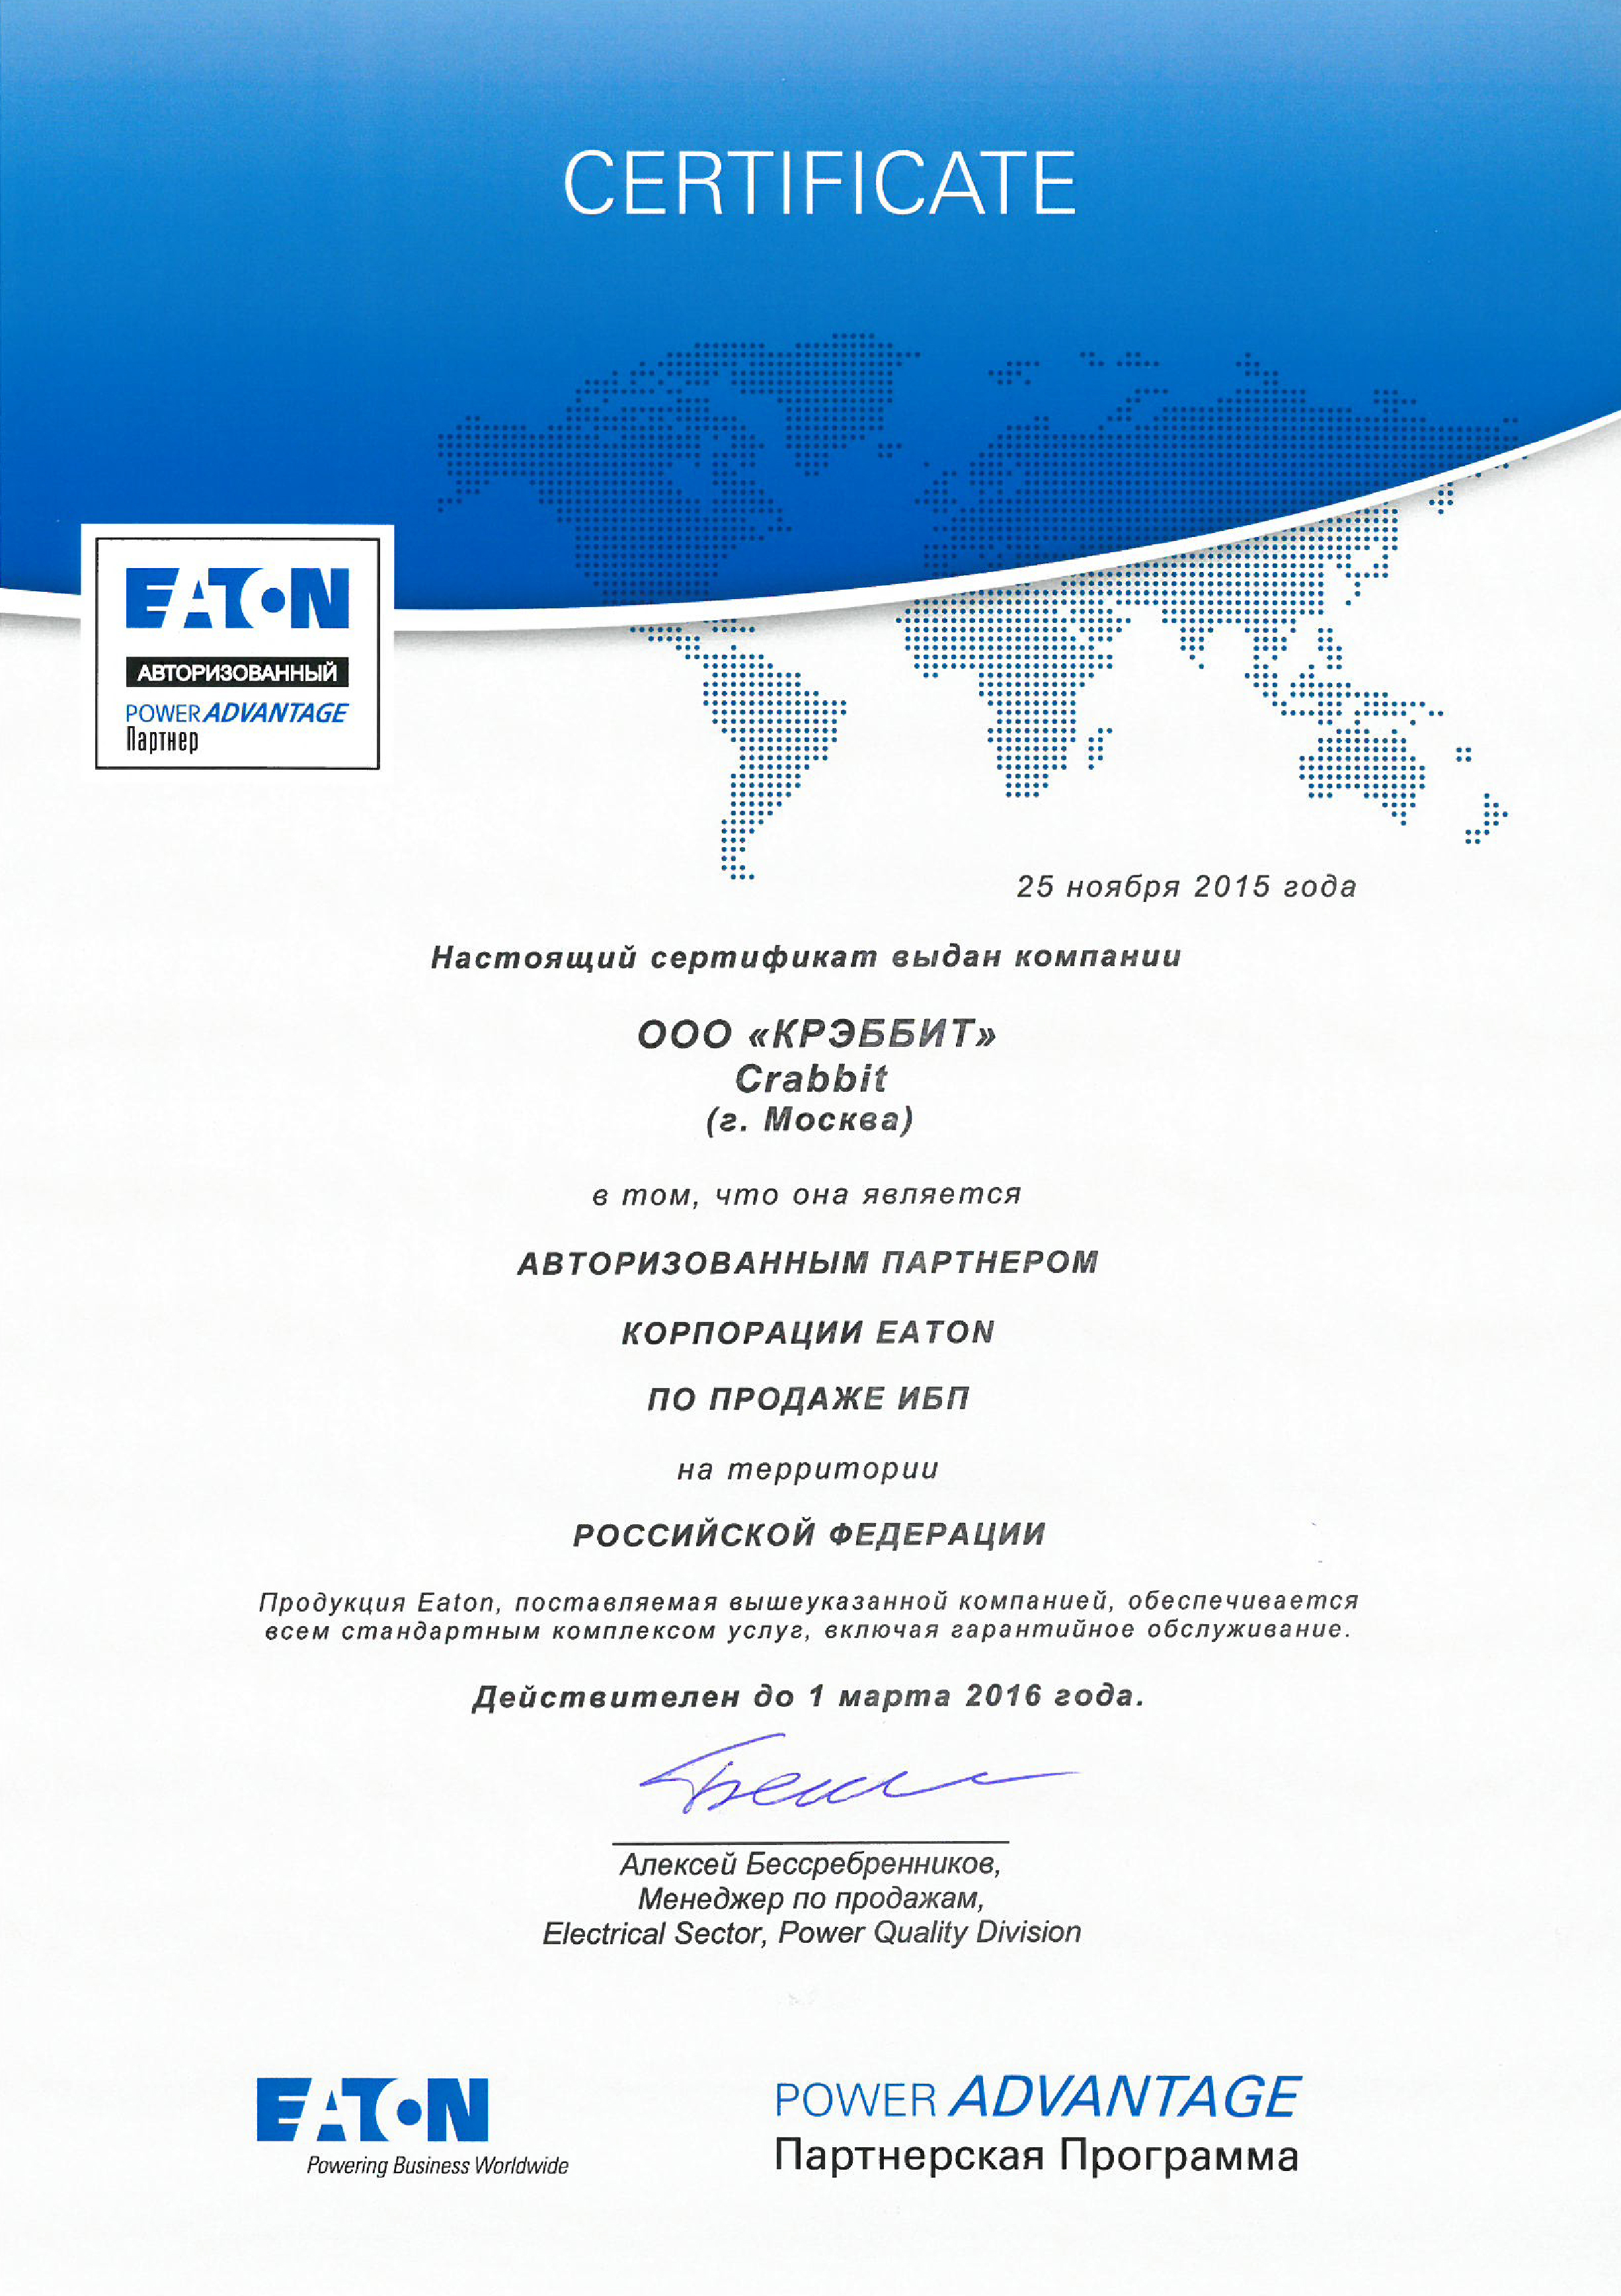 CERTIFICATE
EATON
АВТОРИЗОВАННЫЙ
POWER ADVANTAGE
Партнер
25 ноября 2015 года
Настоящий сертификат выдан компании
ООО «КРЭББИТ»
Crabbit
(г. Москва)
в том, что она является
АВТОРИЗОВАННЫМ ПАРТНЕРОМ
КОРПОРАЦИИ EATON
ПО ПРОДАЖЕ ИБП
на территории
РОССИЙСКОЙ ФЕДЕРАЦИИ
Продукция Eaton, поставляемая вышеуказанной компанией, обеспечивается
всем стандартным комплексом услуг, включая гарантийное обслуживание.
Действителен до 1 марта 2016 года.
Алексей Бессребренников,
Менеджер по продажам,
Electrical Sector, Power Quality Division
EATON
Powering Business Worldwide
POWER ADVANTAGE
Партнерская Программа